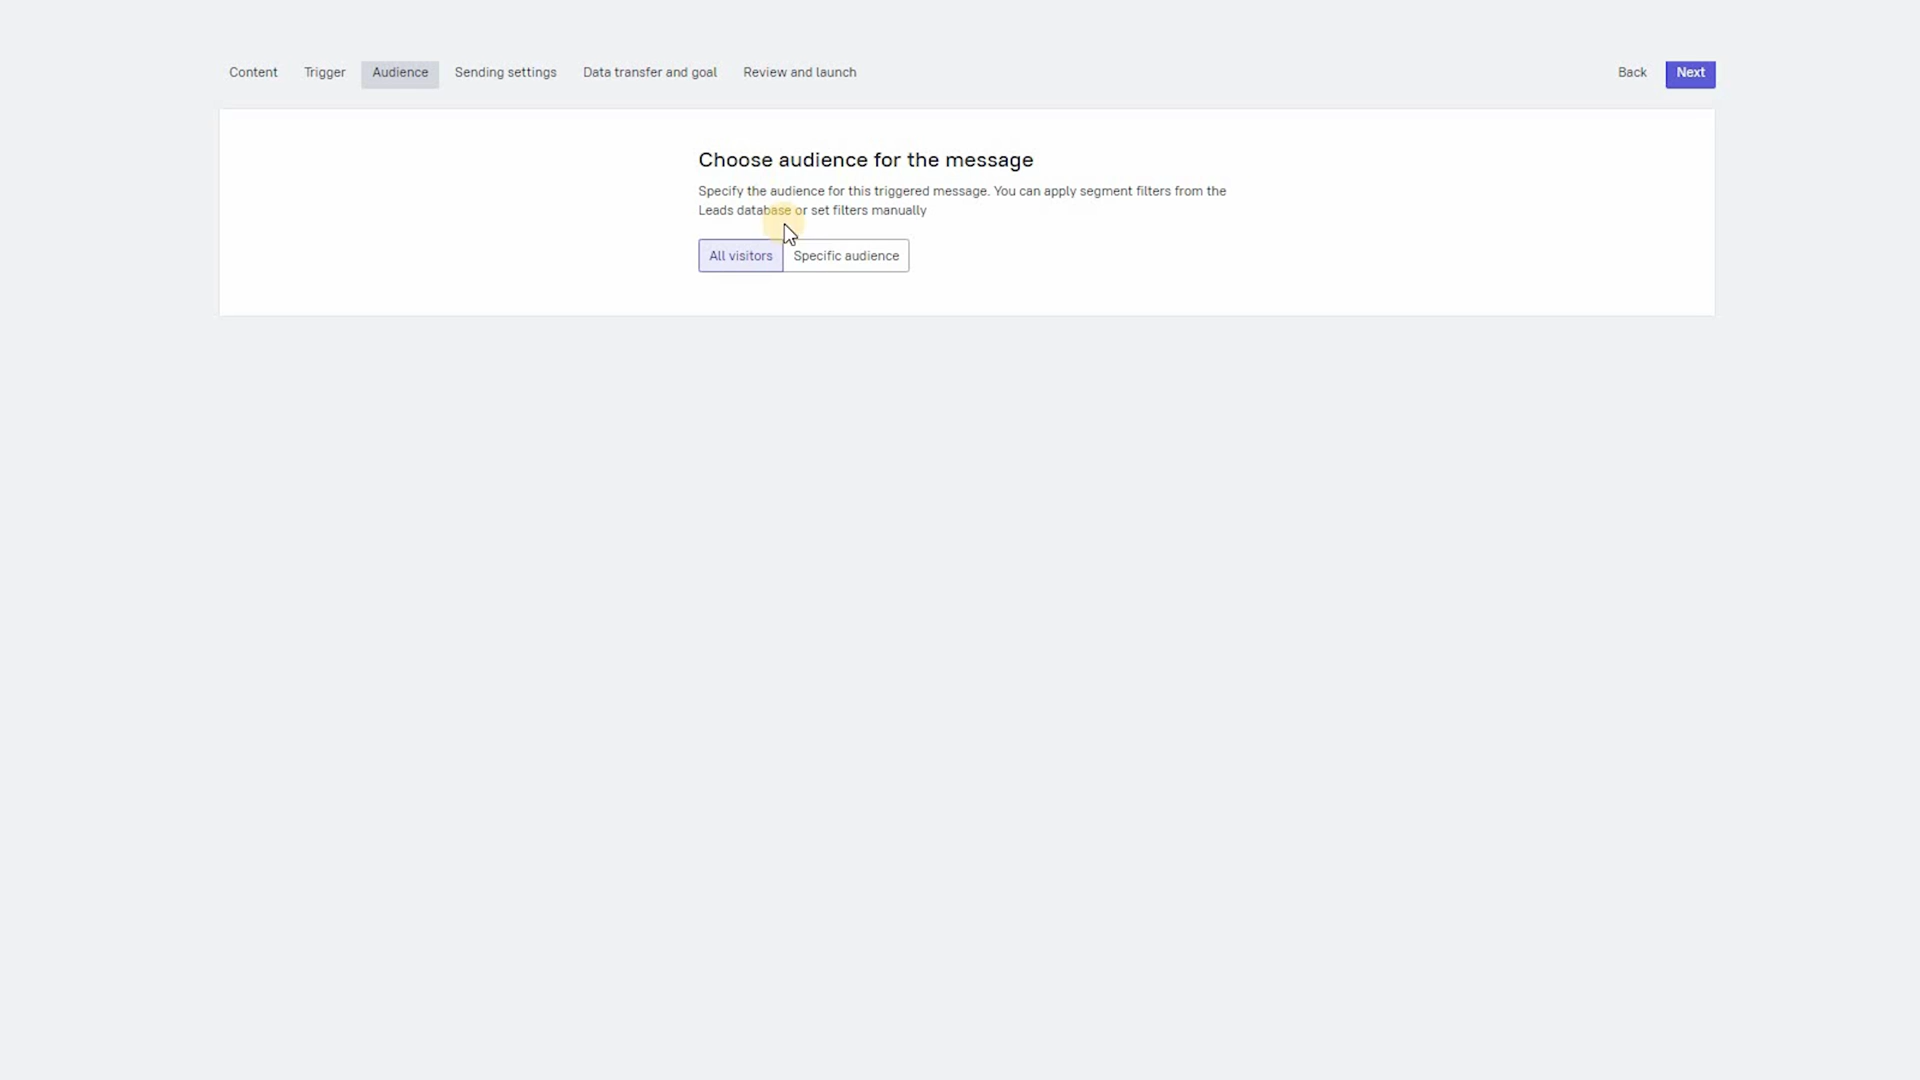 Content Trigger Audience Sending settings Data transfer and goal Review and launch Back Next
Choose audience for the message
Specify the audience for this triggered message. You can apply segment filters from the
Leads database or set filters manually
All visitors Specific audience